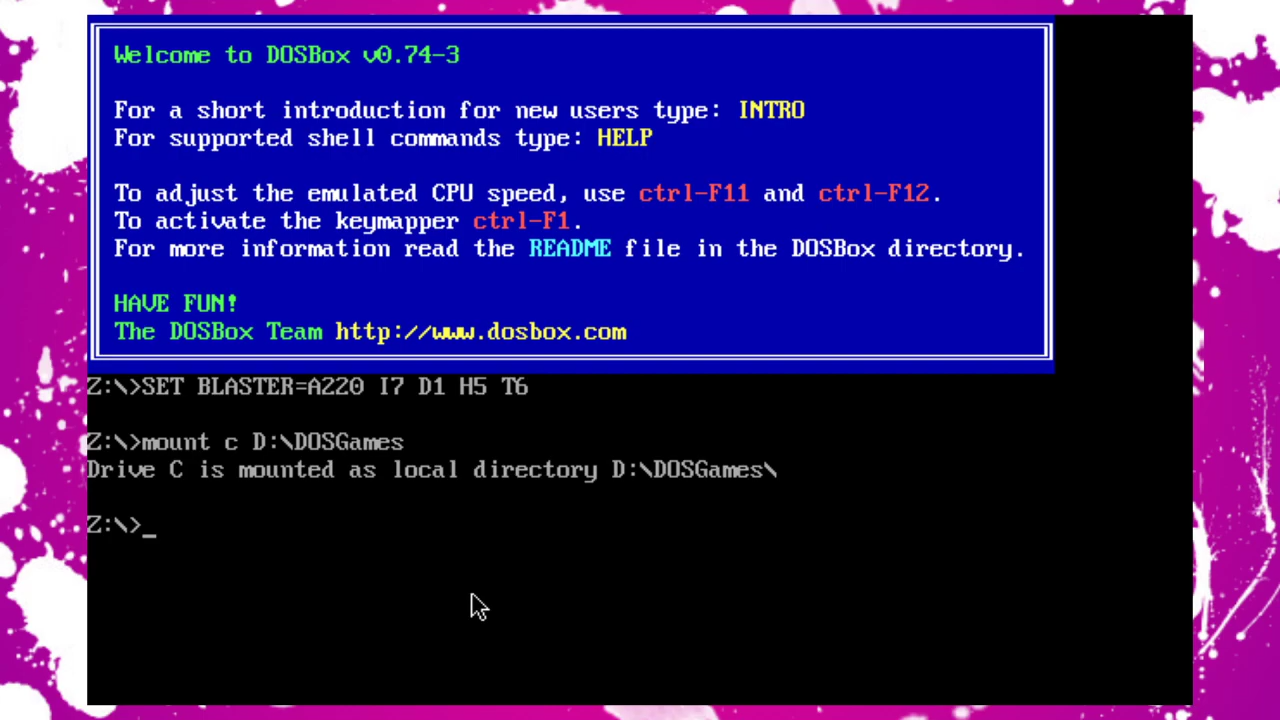 Welcome to DOSBox v0.74-3
For a short introduction for new users type: INTRO
For supported shell commands type: HELP
To adjust the emulated CPU speed, use ctrl-F11 and ctrl-F12.
To activate the keymapper ctrl-F1.
For more information read the README file in the DOSBox directory.
HAVE FUN!
The DOSBox Team http://www.dosbox.com
Z:\>SET BLASTER=A220 I7 D1 H5 T6
Z:\>mount c D:\DOSGames
Drive C is mounted as local directory D:\DOSGames\
Z:\>_